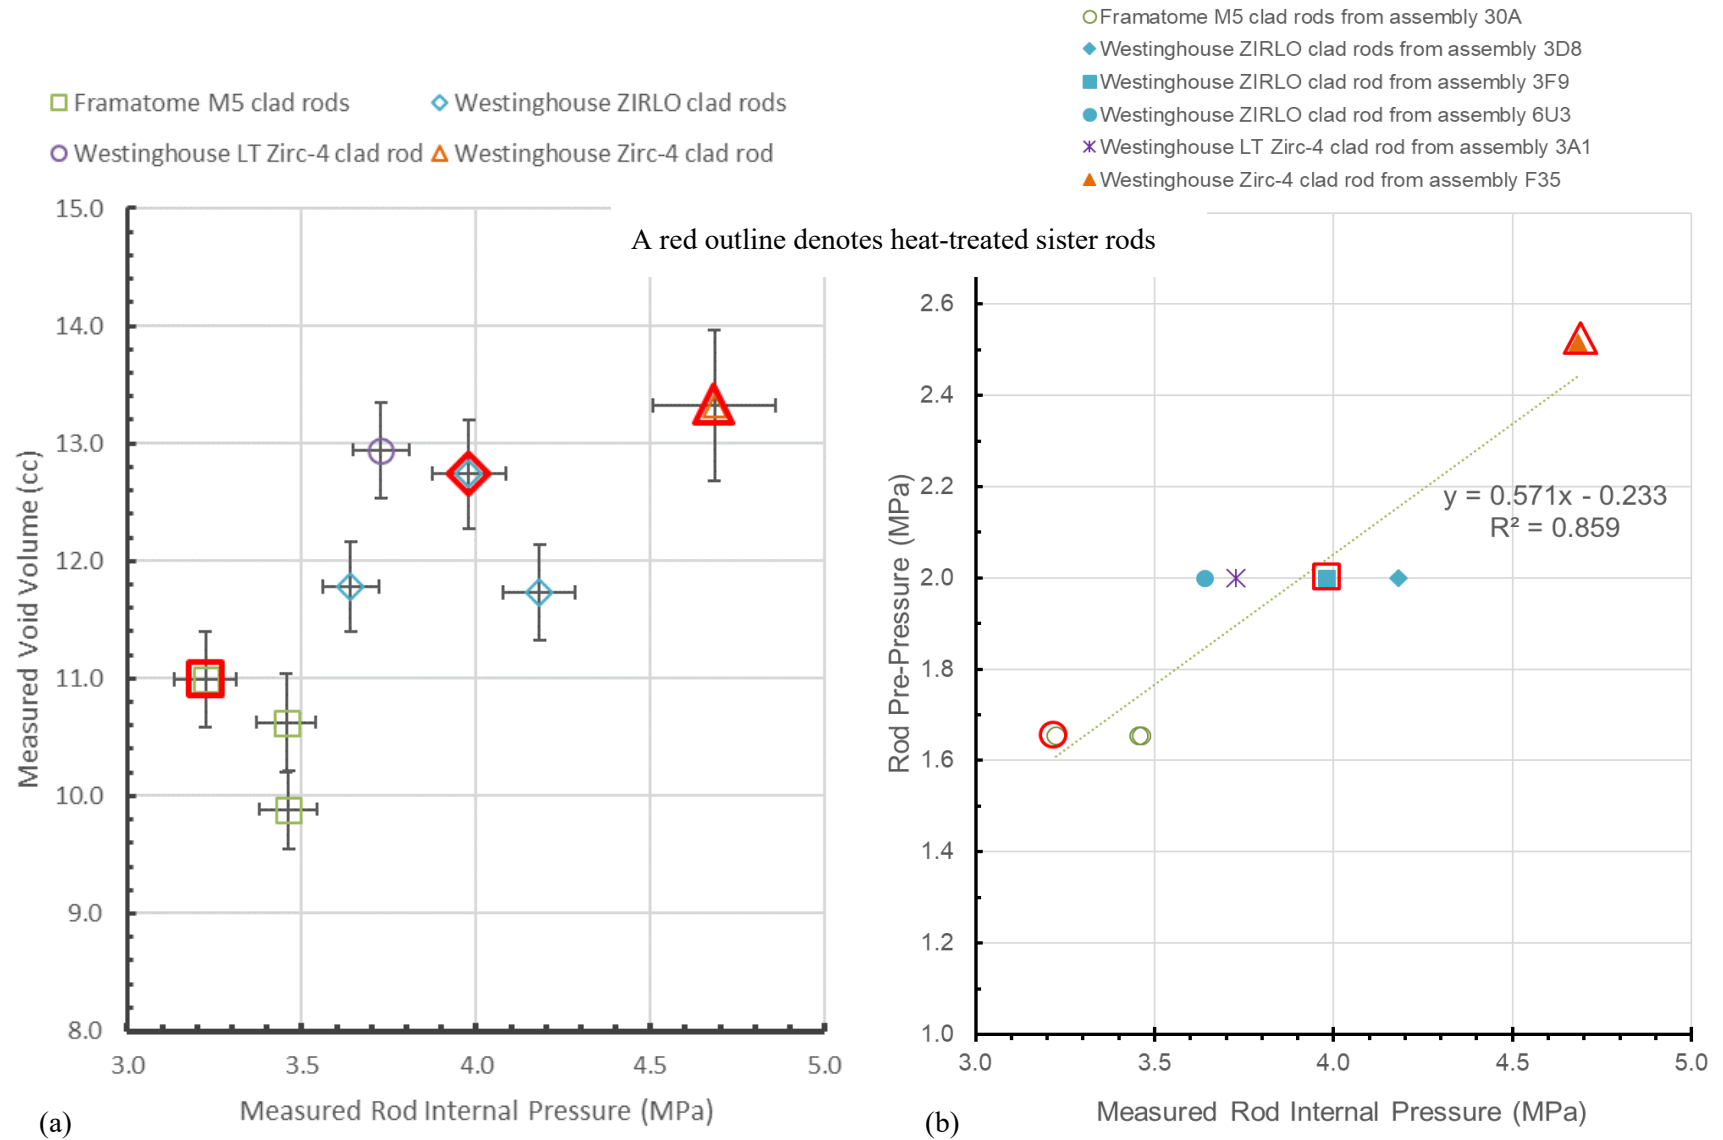 Framatome M5 clad rods
Westinghouse ZIRLO clad rods
Westinghouse LT Zirc-4 clad rod
Westinghouse Zirc-4 clad rod
Framatome M5 clad rods from assembly 30A
Westinghouse ZIRLO clad rods from assembly 3D8
Westinghouse ZIRLO clad rod from assembly 3F9
Westinghouse ZIRLO clad rod from assembly 6U3
Westinghouse LT Zirc-4 clad rod from assembly 3A1
Westinghouse Zirc-4 clad rod from assembly F35
A red outline denotes heat-treated sister rods
Measured Void Volume (cc)
15.0
14.0
13.0
12.0
11.0
10.0
9.0
8.0
3.0 3.5 4.0 4.5 5.0
Measured Rod Internal Pressure (MPa)
(a)
Rod Pre-Pressure (MPa)
2.6
2.4
2.2
2.0
1.8
1.6
1.4
1.2
1.0
y = 0.571x - 0.233
R² = 0.859
3.0 3.5 4.0 4.5 5.0
Measured Rod Internal Pressure (MPa)
(b)